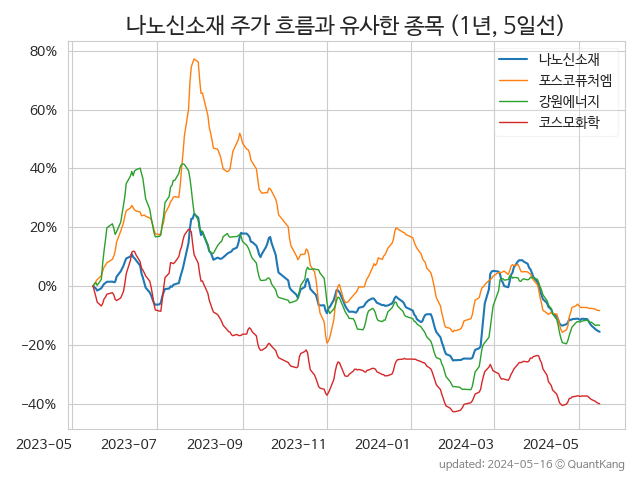 나노신소재 주가 흐름과 유사한 종목 (1년, 5일선)
나노신소재
포스코퓨처엠
강원에너지
코스모화학
80%
60%
40%
20%
0%
−20%
−40%
2023-05 2023-07 2023-09 2023-11 2024-01 2024-03 2024-05
updated: 2024-05-16 © QuantKang